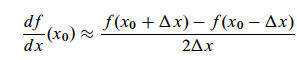 df/dx (x₀) ≈ f(x₀ + Δx) − f(x₀ − Δx) / 2Δx